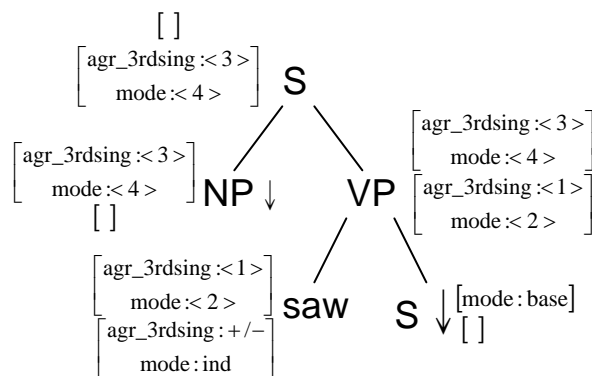 [ ]
[agr_3rdsing :< 3 >
mode :< 4 >]
S
[agr_3rdsing :< 3 >
mode :< 4 >]
[ ]
NP ↓
VP
[agr_3rdsing :< 3 >
mode :< 4 >]
[agr_3rdsing :< 1 >
mode :< 2 >]
[agr_3rdsing :< 1 >
mode :< 2 >]
[agr_3rdsing : + / −
mode : ind]
saw
S ↓
[mode : base]
[ ]